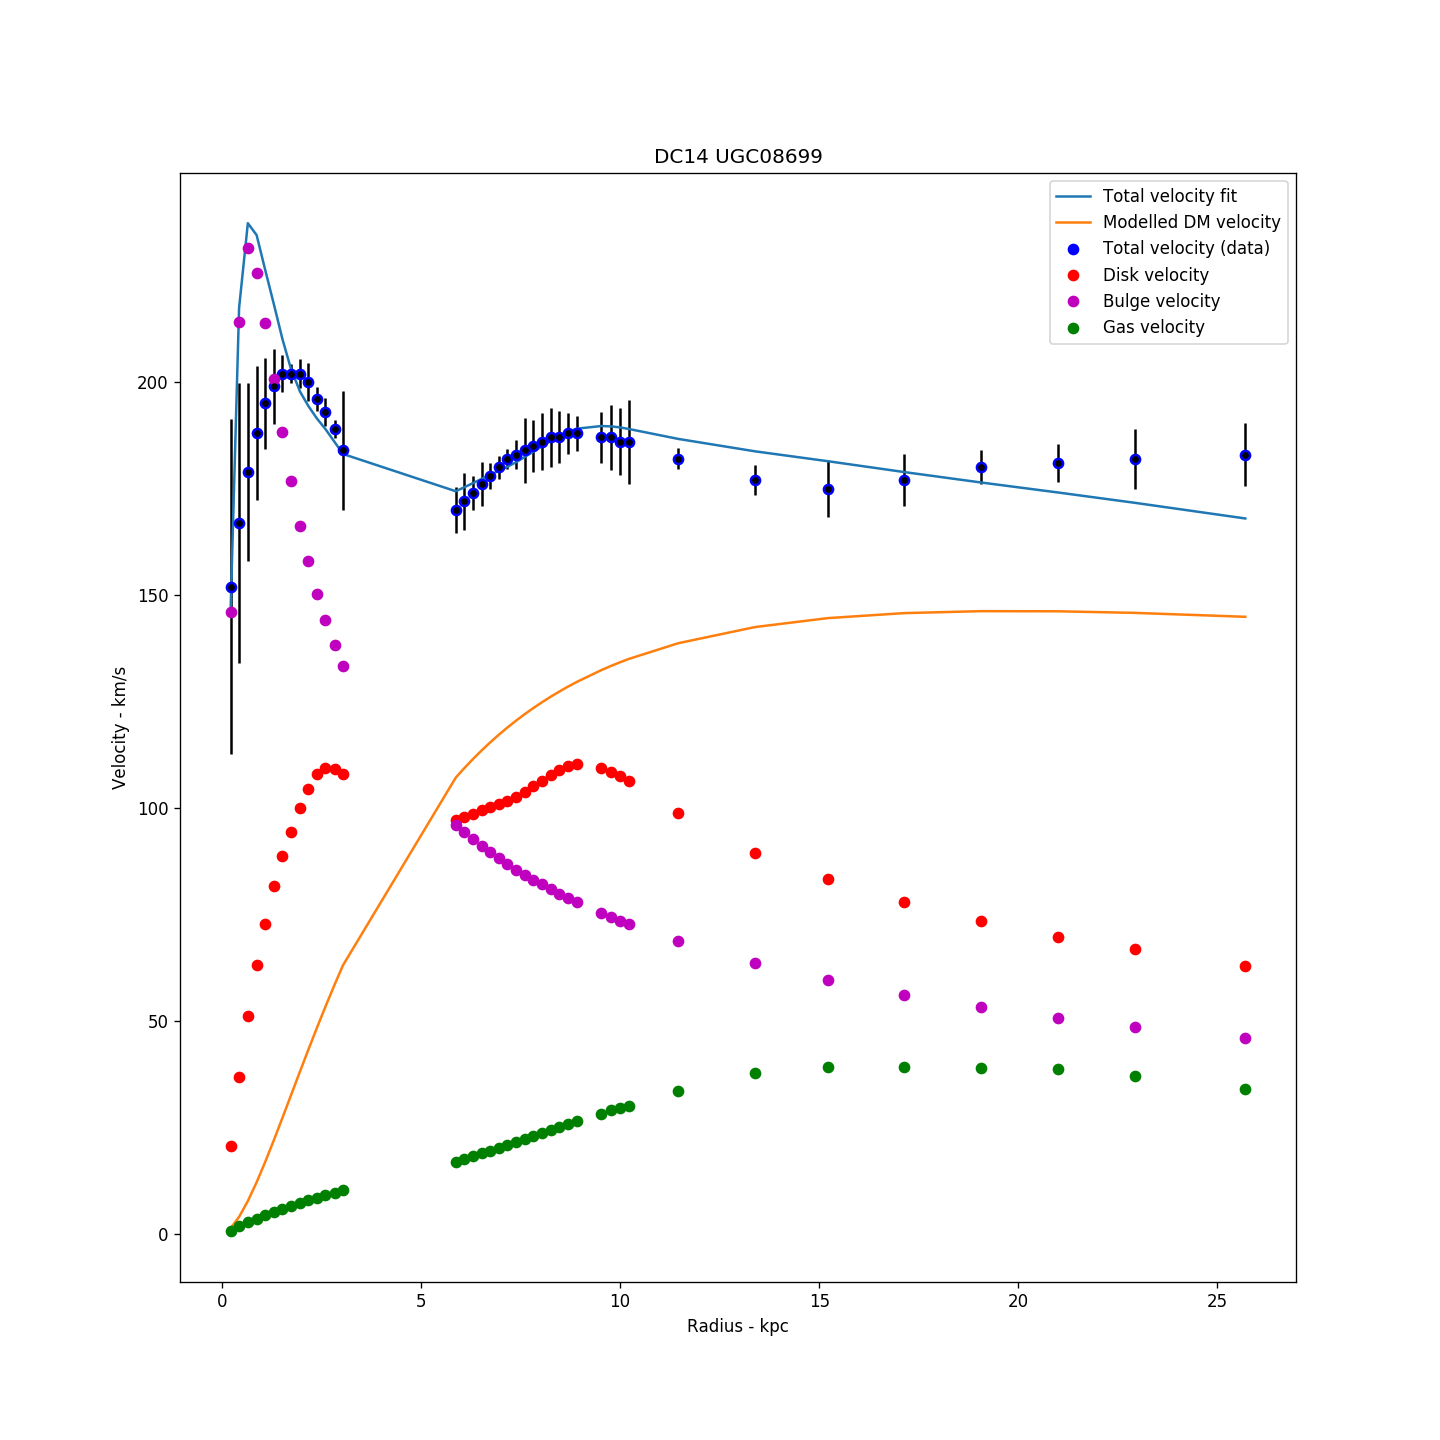 DC14 UGC08699
Total velocity fit
Modelled DM velocity
Total velocity (data)
Disk velocity
Bulge velocity
Gas velocity
200
150
100
50
0
Velocity - km/s
0 5 10 15 20 25
Radius - kpc